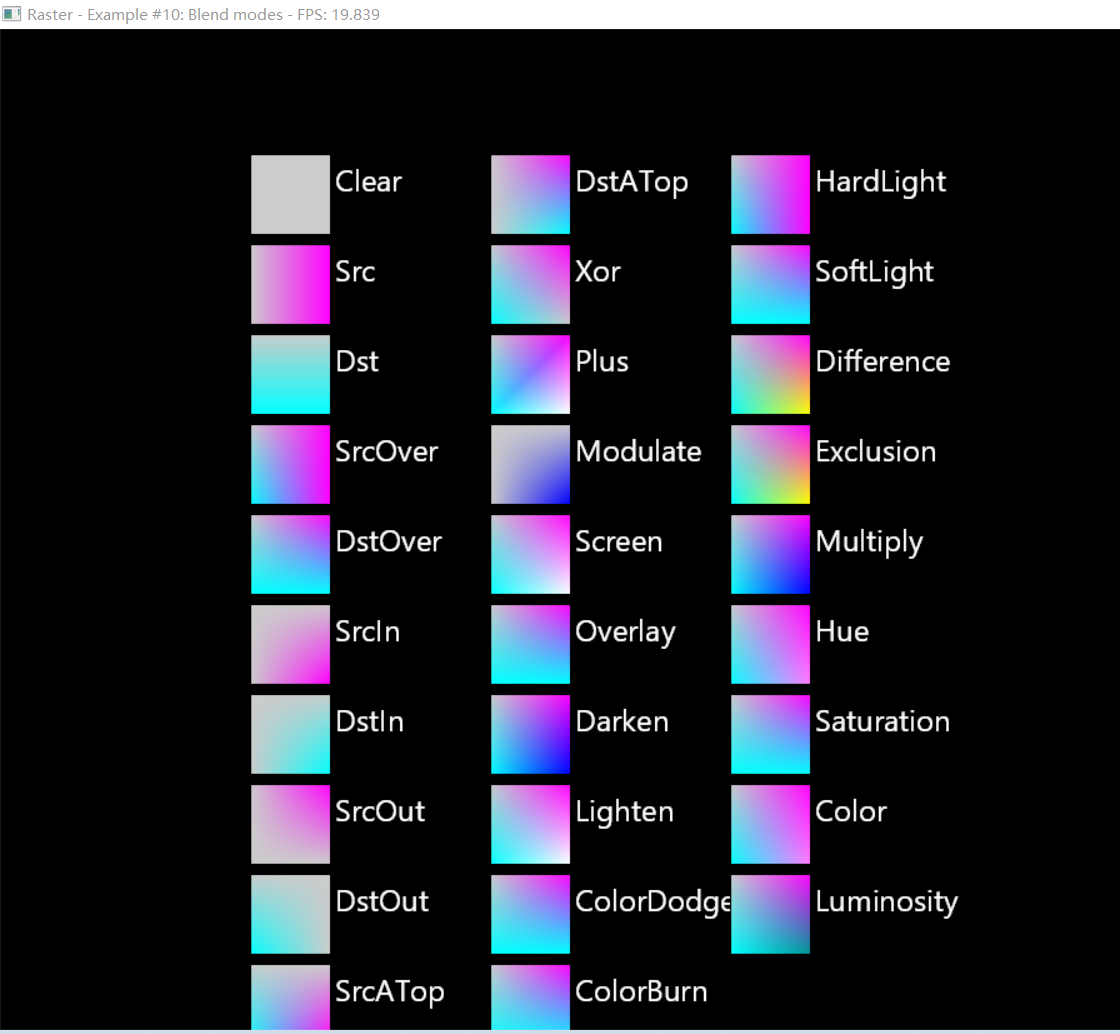 Raster - Example #10: Blend modes - FPS: 19.839
Clear
Src
Dst
SrcOver
DstOver
SrcIn
DstIn
SrcOut
DstOut
SrcATop
DstATop
Xor
Plus
Modulate
Screen
Overlay
Darken
Lighten
ColorDodge
ColorBurn
HardLight
SoftLight
Difference
Exclusion
Multiply
Hue
Saturation
Color
Luminosity